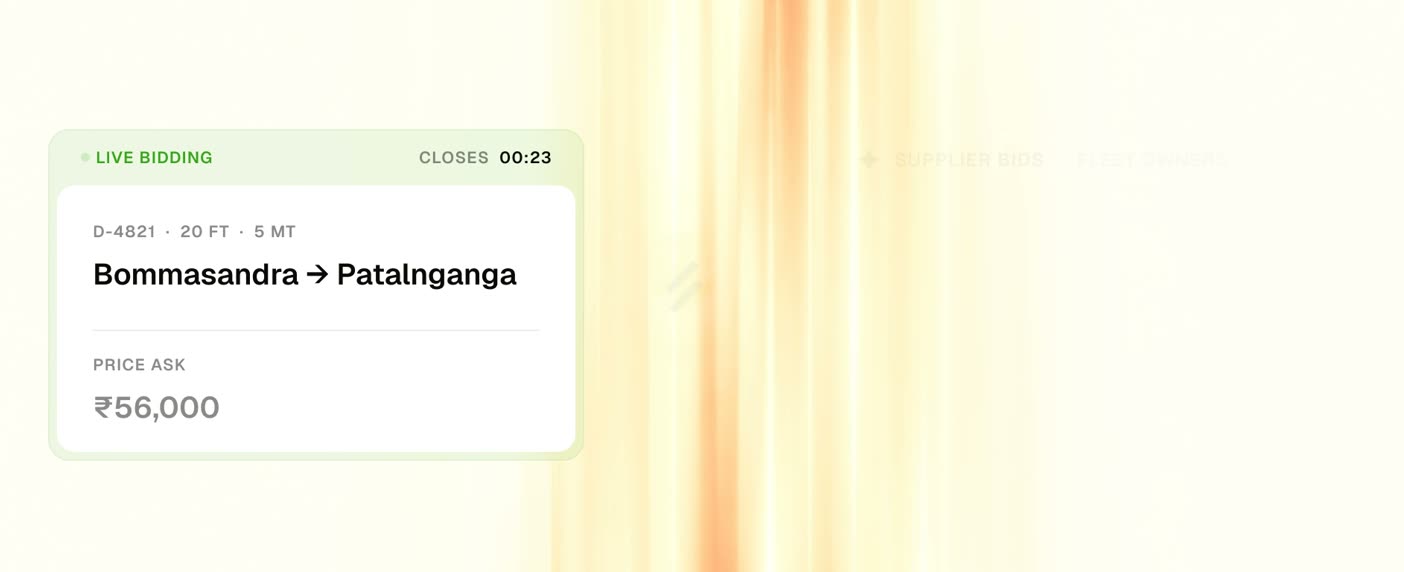 LIVE BIDDING CLOSES 00:23
SUPPLIER BIDS FLEET OWNERS
D-4821 · 20 FT · 5 MT
Bommasandra → Patalnganga
PRICE ASK
₹56,000